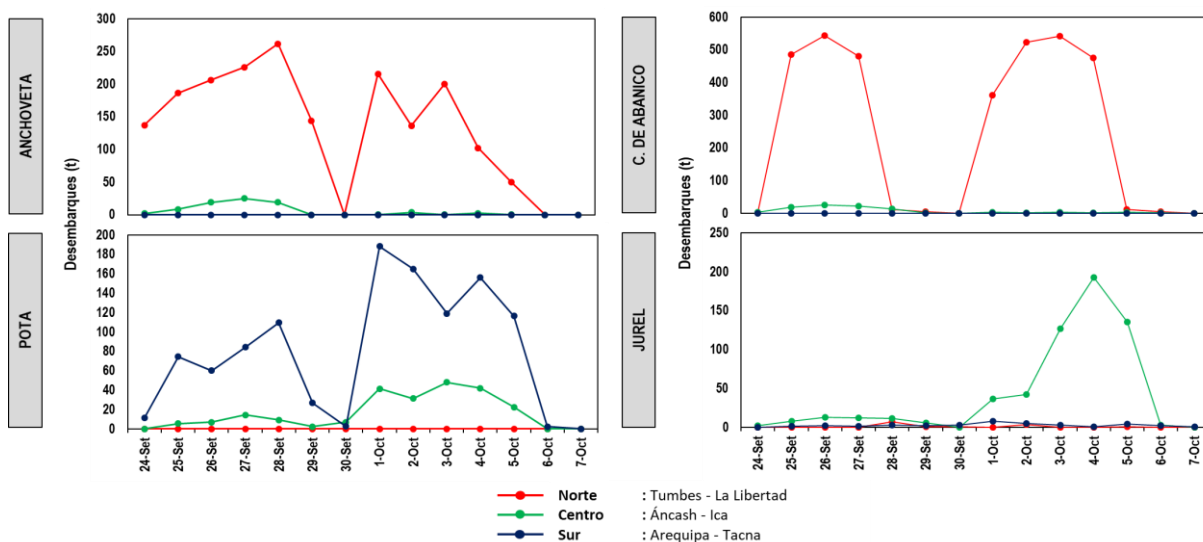 ANCHOVETA
Desembarques (t)
300
250
200
150
100
50
0
C. DE ABANICO
Desembarques (t)
600
500
400
300
200
100
0
POTA
200
180
160
140
120
100
80
60
40
20
0
24-Set
25-Set
26-Set
27-Set
28-Set
29-Set
30-Set
1-Oct
2-Oct
3-Oct
4-Oct
5-Oct
6-Oct
7-Oct
JUREL
250
200
150
100
50
0
24-Set
25-Set
26-Set
27-Set
28-Set
29-Set
30-Set
1-Oct
2-Oct
3-Oct
4-Oct
5-Oct
6-Oct
7-Oct
Norte : Tumbes - La Libertad
Centro : Áncash - Ica
Sur : Arequipa - Tacna